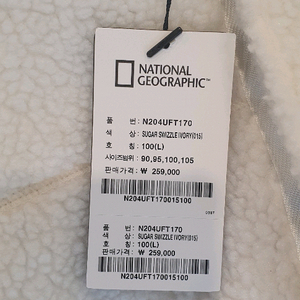 NATIONAL
GEOGRAPHIC™
품 번 : N204UFT170
색 상 : SUGAR SWIZZLE IVORY(015)
호 칭 : 100(L)
사이즈범위 : 90,95,100,105
판매가격 : ₩ 259,000
N204UFT170015100
품 번 : N204UFT170
색 상 : SUGAR SWIZZLE IVORY(015)
호 칭 : 100(L)
판매가격 : ₩ 259,000
N204UFT170015100